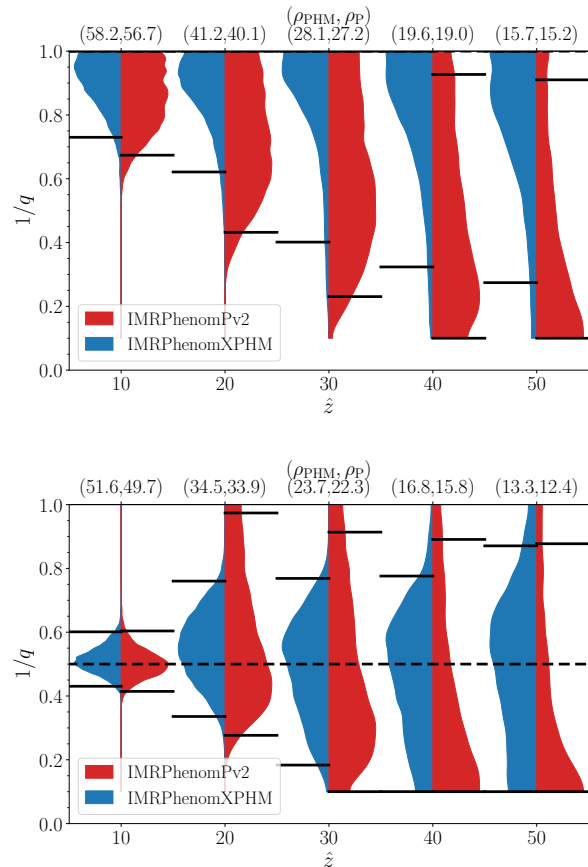 (ρPHM, ρP)
(58.2,56.7) (41.2,40.1) (28.1,27.2) (19.6,19.0) (15.7,15.2)
1.0
0.8
0.6
0.4
0.2
0.0
1/q
IMRPhenomPv2
IMRPhenomXPHM
10 20 30 40 50
ẑ
(ρPHM, ρP)
(51.6,49.7) (34.5,33.9) (23.7,22.3) (16.8,15.8) (13.3,12.4)
1.0
0.8
0.6
0.4
0.2
0.0
1/q
IMRPhenomPv2
IMRPhenomXPHM
10 20 30 40 50
ẑ